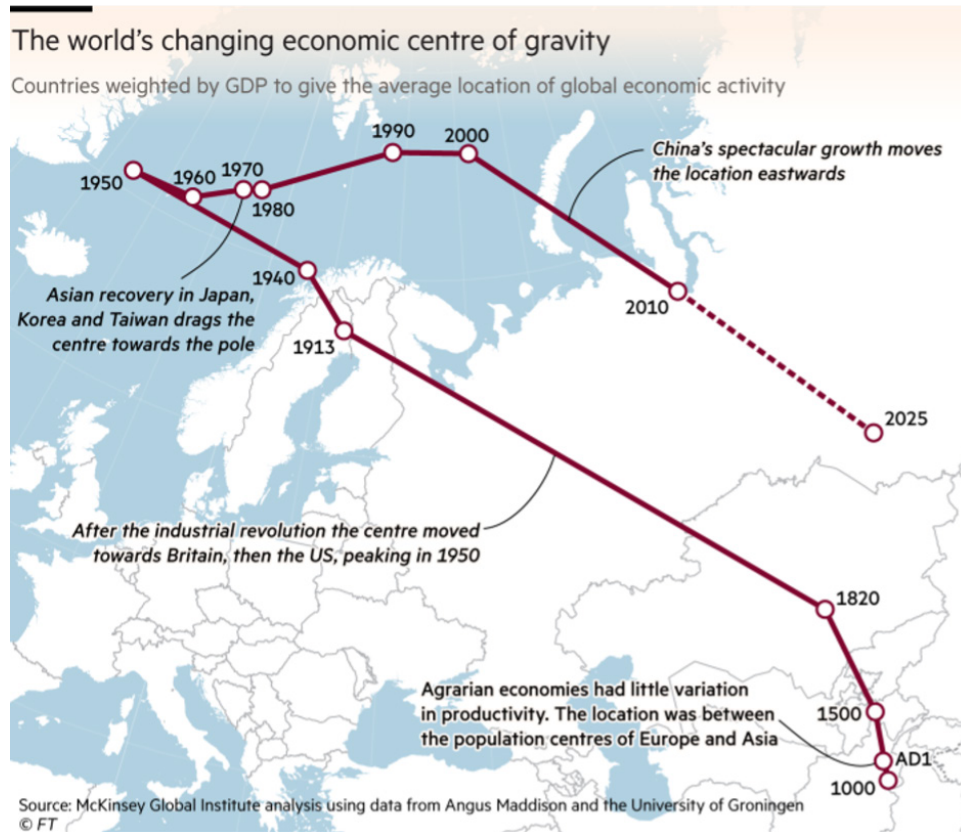 The world's changing economic centre of gravity
Countries weighted by GDP to give the average location of global economic activity
1990
2000
China's spectacular growth moves
the location eastwards
1950
1960
1970
1980
1940
Asian recovery in Japan,
Korea and Taiwan drags the
centre towards the pole
2010
1913
2025
After the industrial revolution the centre moved
towards Britain, then the US, peaking in 1950
1820
Agrarian economies had little variation
in productivity. The location was between
the population centres of Europe and Asia
1500
AD1
1000
Source: McKinsey Global Institute analysis using data from Angus Maddison and the University of Groningen
© FT